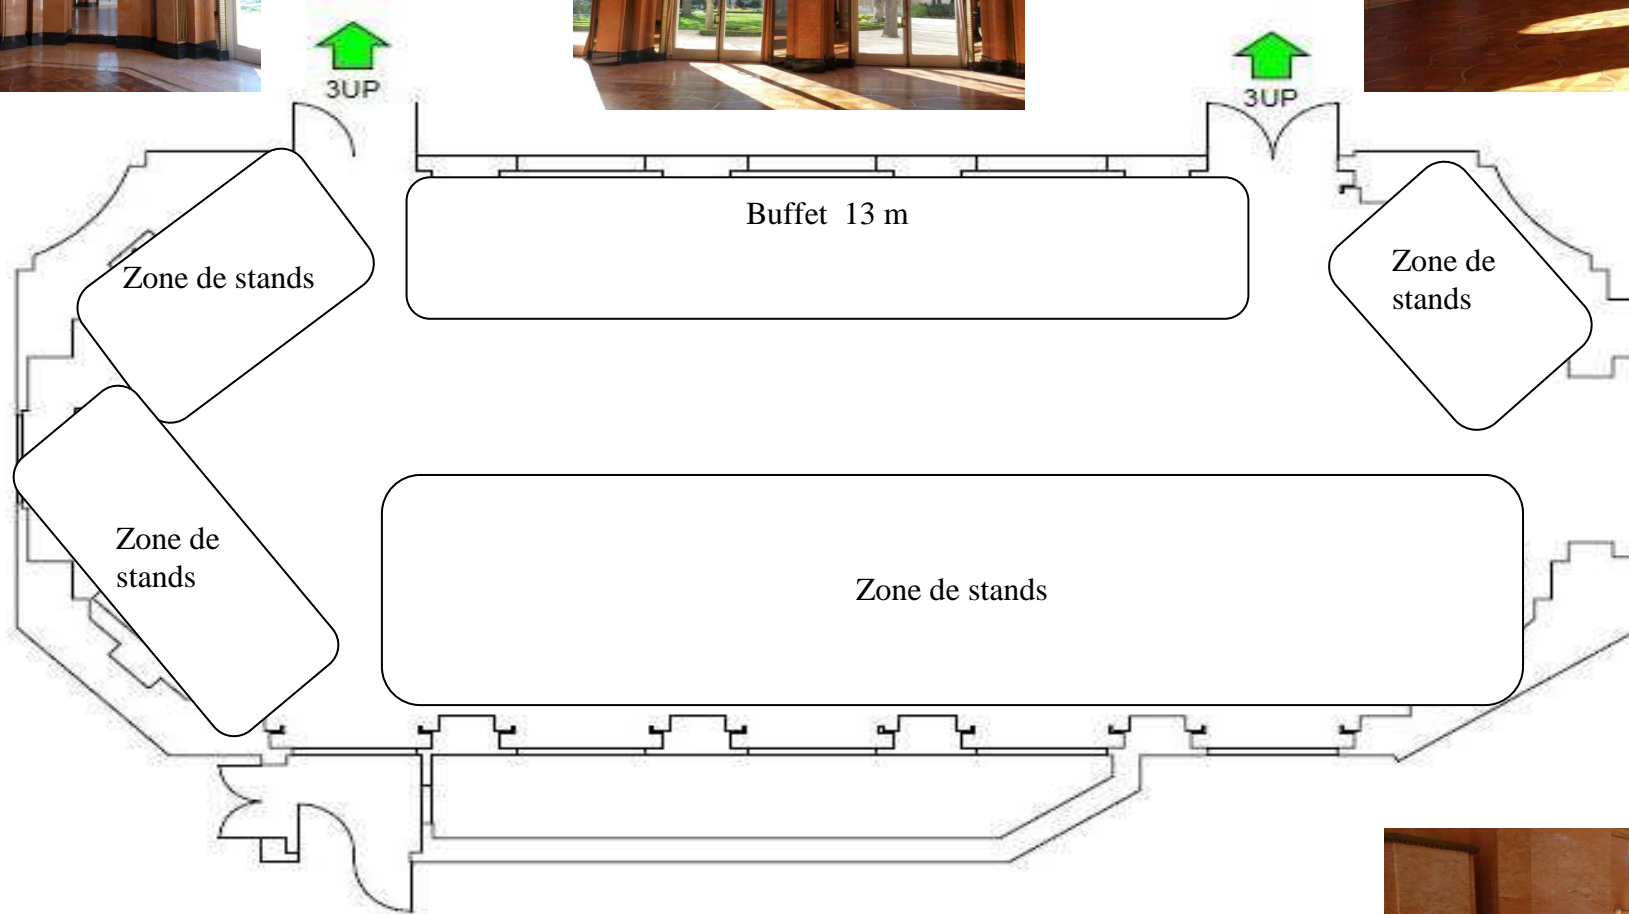 3UP
3UP
Buffet 13 m
Zone de stands
Zone de
stands
Zone de
stands
Zone de stands